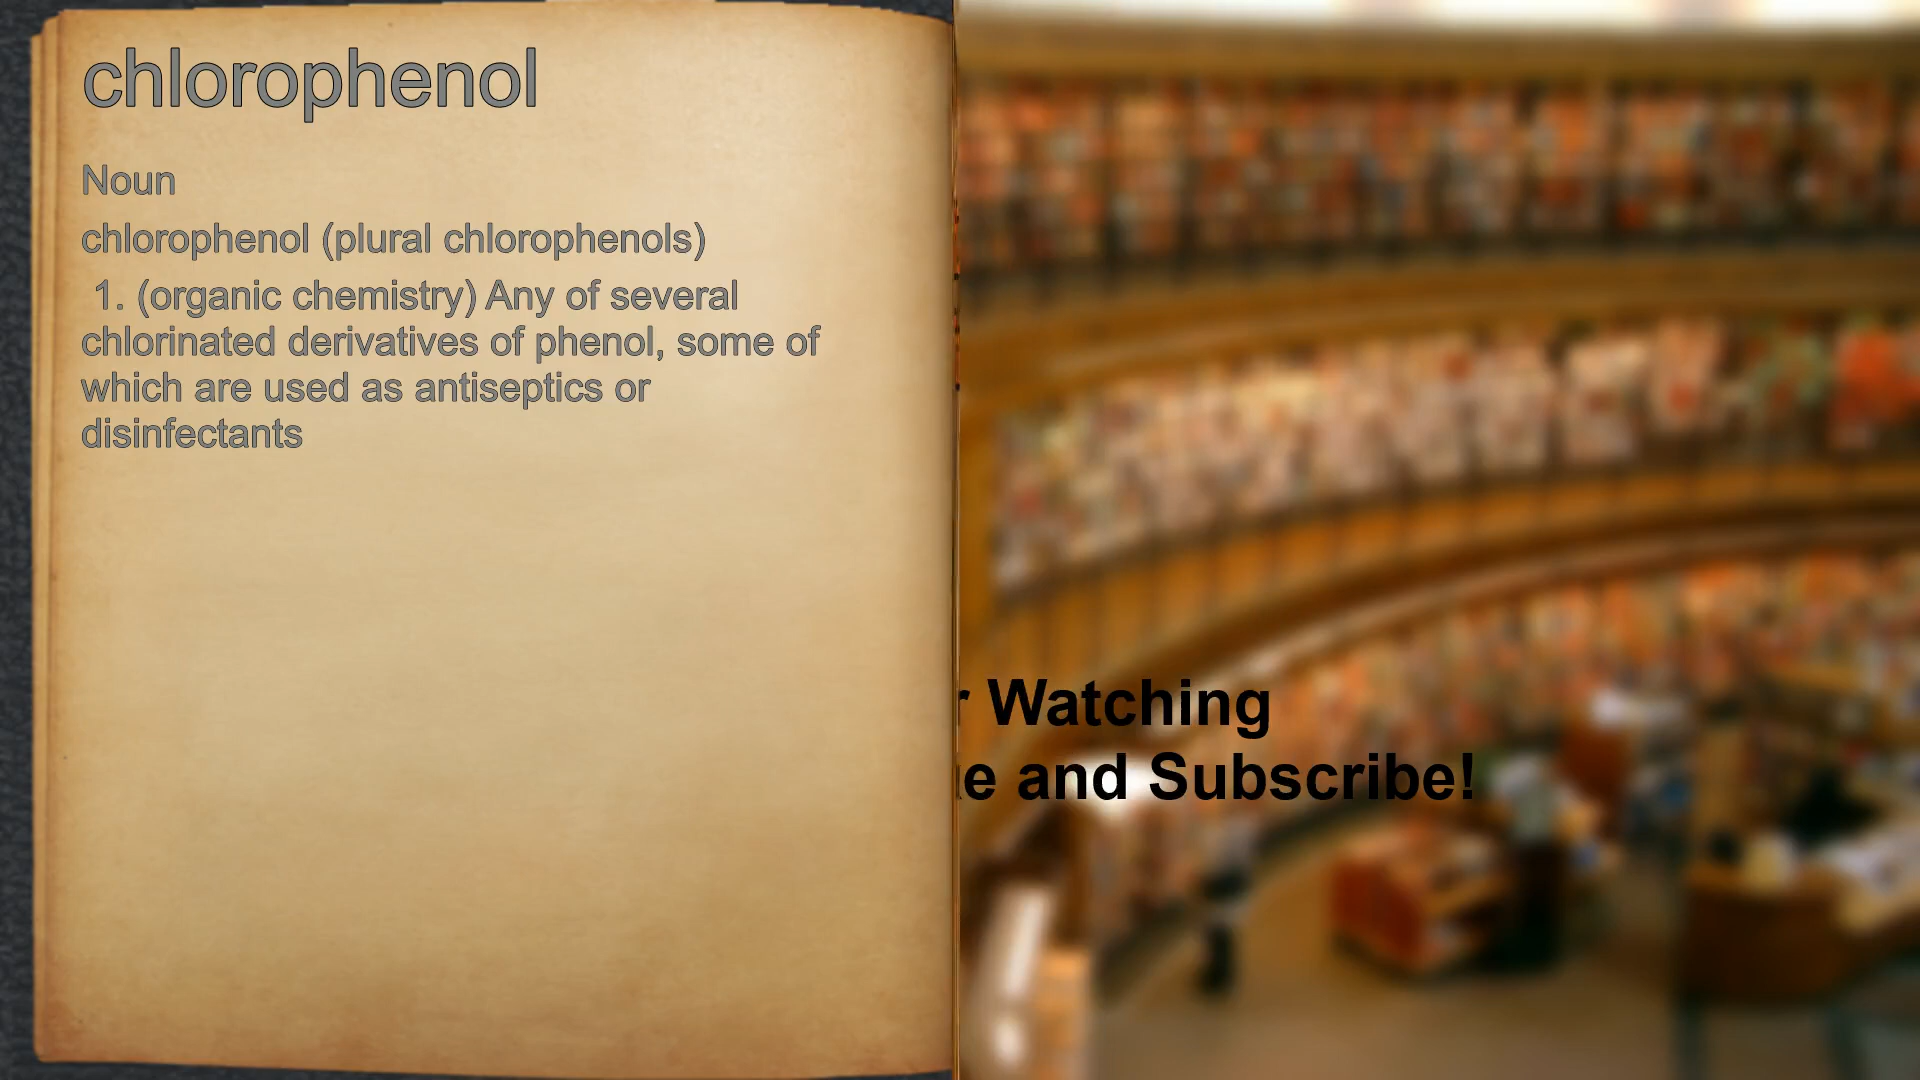 chlorophenol
Noun
chlorophenol (plural chlorophenols)
1. (organic chemistry) Any of several
chlorinated derivatives of phenol, some of
which are used as antiseptics or
disinfectants
Watching
and Subscribe!